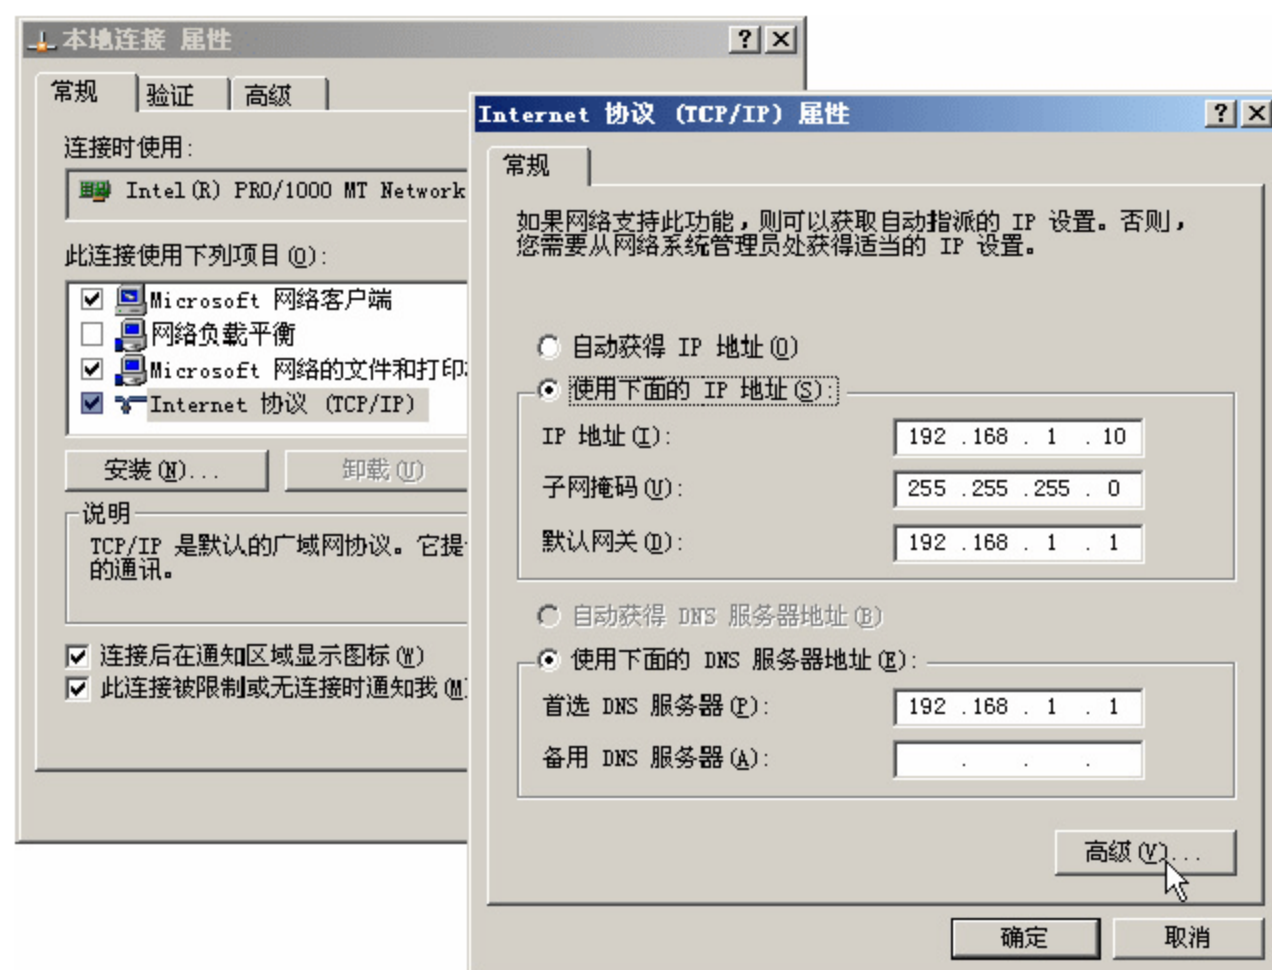 本地连接 属性
常规 验证 高级
连接时使用:
Intel(R) PRO/1000 MT Network
此连接使用下列项目(O):
Microsoft 网络客户端
网络负载平衡
Microsoft 网络的文件和打印
Internet 协议 (TCP/IP)
安装(N)... 卸载(U)
说明
TCP/IP 是默认的广域网协议。它提
的通讯。
连接后在通知区域显示图标(W)
此连接被限制或无连接时通知我(M
Internet 协议 (TCP/IP) 属性
常规
如果网络支持此功能,则可以获取自动指派的 IP 设置。否则,
您需要从网络系统管理员处获得适当的 IP 设置。
自动获得 IP 地址(O)
使用下面的 IP 地址(S):
IP 地址(I): 192 .168 . 1 . 10
子网掩码(U): 255 .255 .255 . 0
默认网关(D): 192 .168 . 1 . 1
自动获得 DNS 服务器地址(B)
使用下面的 DNS 服务器地址(E):
首选 DNS 服务器(P): 192 .168 . 1 . 1
备用 DNS 服务器(A): . . .
高级(V)...
确定 取消